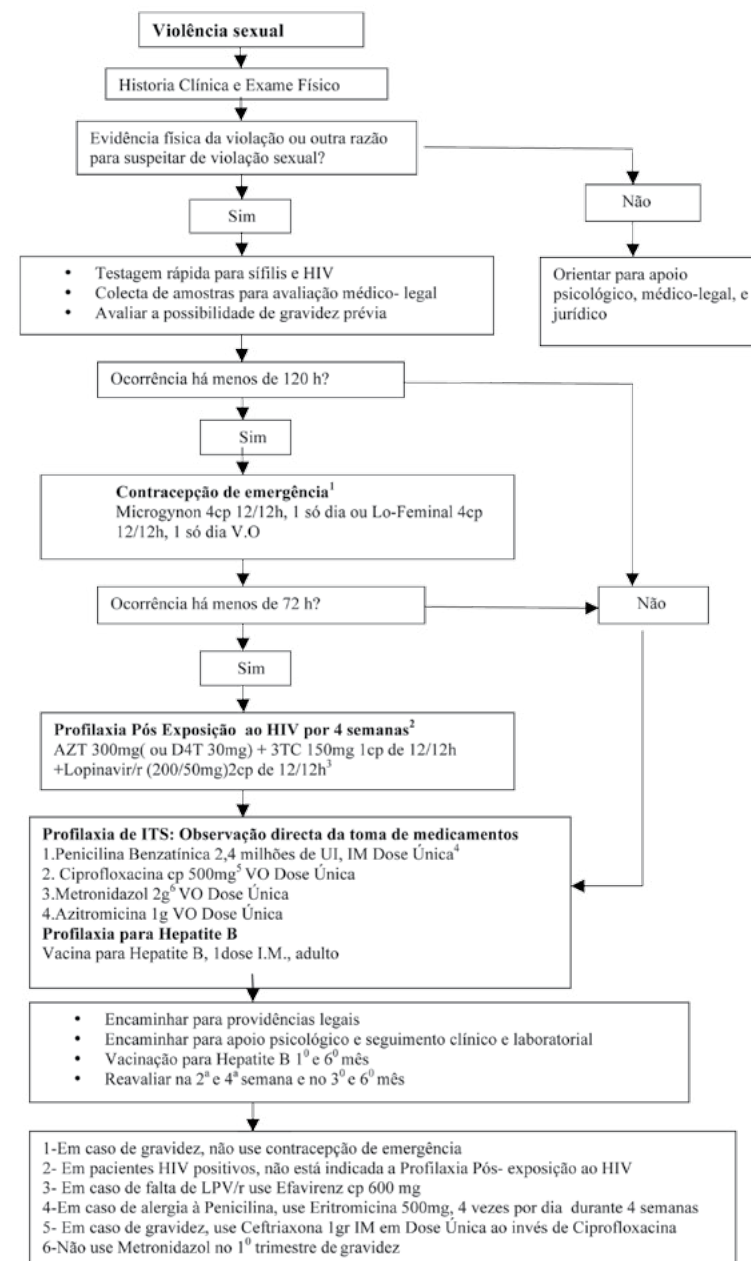 Violência sexual
Historia Clínica e Exame Físico
Evidência física da violação ou outra razão
para suspeitar de violação sexual?
Não
Sim
• Testagem rápida para sífilis e HIV
• Colecta de amostras para avaliação médico- legal
• Avaliar a possibilidade de gravidez prévia
Orientar para apoio
psicológico, médico-legal, e
jurídico
Ocorrência há menos de 120 h?
Sim
Contracepção de emergência¹
Microgynon 4cp 12/12h, 1 só dia ou Lo-Feminal 4cp
12/12h, 1 só dia V.O
Ocorrência há menos de 72 h?
Não
Sim
Profilaxia Pós Exposição ao HIV por 4 semanas²
AZT 300mg( ou D4T 30mg) + 3TC 150mg 1cp de 12/12h
+Lopinavir/r (200/50mg)2cp de 12/12h³
Profilaxia de ITS: Observação directa da toma de medicamentos
1.Penicilina Benzatínica 2,4 milhões de UI, IM Dose Única⁴
2. Ciprofloxacina cp 500mg⁵ VO Dose Única
3.Metronidazol 2g⁶ VO Dose Única
4.Azitromicina 1g VO Dose Única
Profilaxia para Hepatite B
Vacina para Hepatite B, 1dose I.M., adulto
• Encaminhar para providências legais
• Encaminhar para apoio psicológico e seguimento clínico e laboratorial
• Vacinação para Hepatite B 1⁰ e 6⁰ mês
• Reavaliar na 2ª e 4ª semana e no 3⁰ e 6⁰ mês
1-Em caso de gravidez, não use contracepção de emergência
2- Em pacientes HIV positivos, não está indicada a Profilaxia Pós- exposição ao HIV
3- Em caso de falta de LPV/r use Efavirenz cp 600 mg
4-Em caso de alergia à Penicilina, use Eritromicina 500mg, 4 vezes por dia durante 4 semanas
5- Em caso de gravidez, use Ceftriaxona 1gr IM em Dose Única ao invés de Ciprofloxacina
6-Não use Metronidazol no 1⁰ trimestre de gravidez